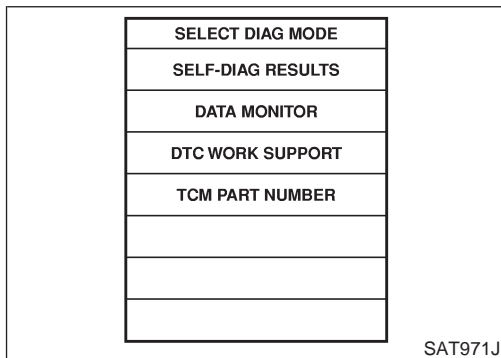 SELECT DIAG MODE
SELF-DIAG RESULTS
DATA MONITOR
DTC WORK SUPPORT
TCM PART NUMBER
SAT971J